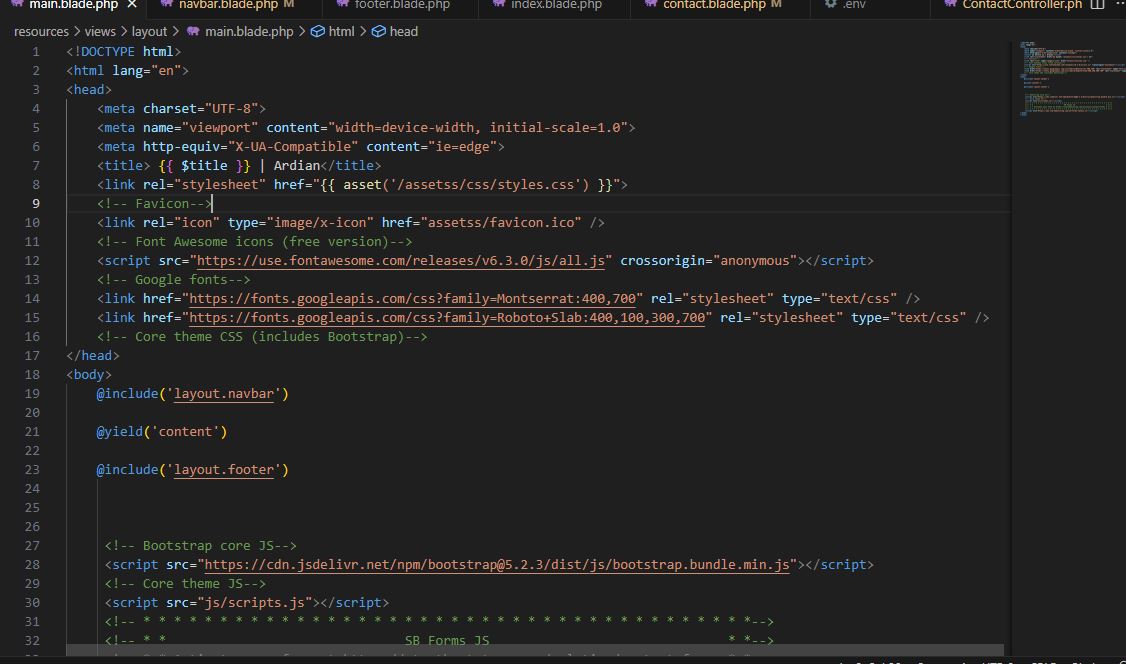 main.blade.php × navbar.blade.php M footer.blade.php index.blade.php contact.blade.php M .env ContactController.ph
resources > views > layout > main.blade.php > html > head
1 <!DOCTYPE html>
2 <html lang="en">
3 <head>
4 <meta charset="UTF-8">
5 <meta name="viewport" content="width=device-width, initial-scale=1.0">
6 <meta http-equiv="X-UA-Compatible" content="ie=edge">
7 <title> {{ $title }} | Ardian</title>
8 <link rel="stylesheet" href="{{ asset('/assetss/css/styles.css') }}">
9 <!-- Favicon-->
10 <link rel="icon" type="image/x-icon" href="assetss/favicon.ico" />
11 <!-- Font Awesome icons (free version)-->
12 <script src="https://use.fontawesome.com/releases/v6.3.0/js/all.js" crossorigin="anonymous"></script>
13 <!-- Google fonts-->
14 <link href="https://fonts.googleapis.com/css?family=Montserrat:400,700" rel="stylesheet" type="text/css" />
15 <link href="https://fonts.googleapis.com/css?family=Roboto+Slab:400,100,300,700" rel="stylesheet" type="text/css" />
16 <!-- Core theme CSS (includes Bootstrap)-->
17 </head>
18 <body>
19 @include('layout.navbar')
20
21 @yield('content')
22
23 @include('layout.footer')
24
25
26
27 <!-- Bootstrap core JS-->
28 <script src="https://cdn.jsdelivr.net/npm/bootstrap@5.2.3/dist/js/bootstrap.bundle.min.js"></script>
29 <!-- Core theme JS-->
30 <script src="js/scripts.js"></script>
31 <!-- * * * * * * * * * * * * * * * * * * * * * * * * * * * * * * * * *-->
32 <!-- * * SB Forms JS * *-->